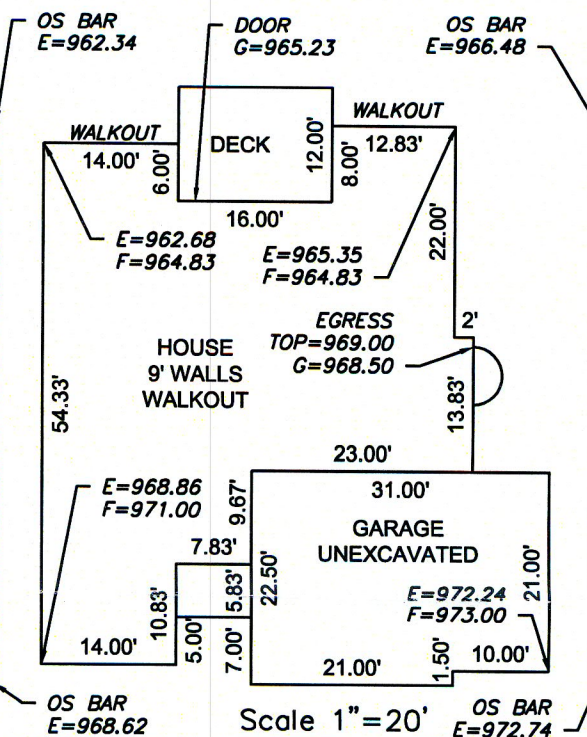 OS BAR
E=962.34
DOOR
G=965.23
OS BAR
E=966.48
WALKOUT
14.00'
6.00'
DECK
12.00'
WALKOUT
12.83'
8.00'
16.00'
E=962.68
F=964.83
E=965.35
F=964.83
22.00'
2'
EGRESS
TOP=969.00
G=968.50
HOUSE
9' WALLS
WALKOUT
54.33'
13.83'
23.00'
31.00'
E=968.86
F=971.00
9.67'
7.83'
GARAGE
UNEXCAVATED
22.50'
5.83'
10.83'
5.00'
7.00'
14.00'
E=972.24
F=973.00
21.00'
21.00'
1.50'
10.00'
OS BAR
E=968.62
Scale 1"=20'
OS BAR
E=972.74